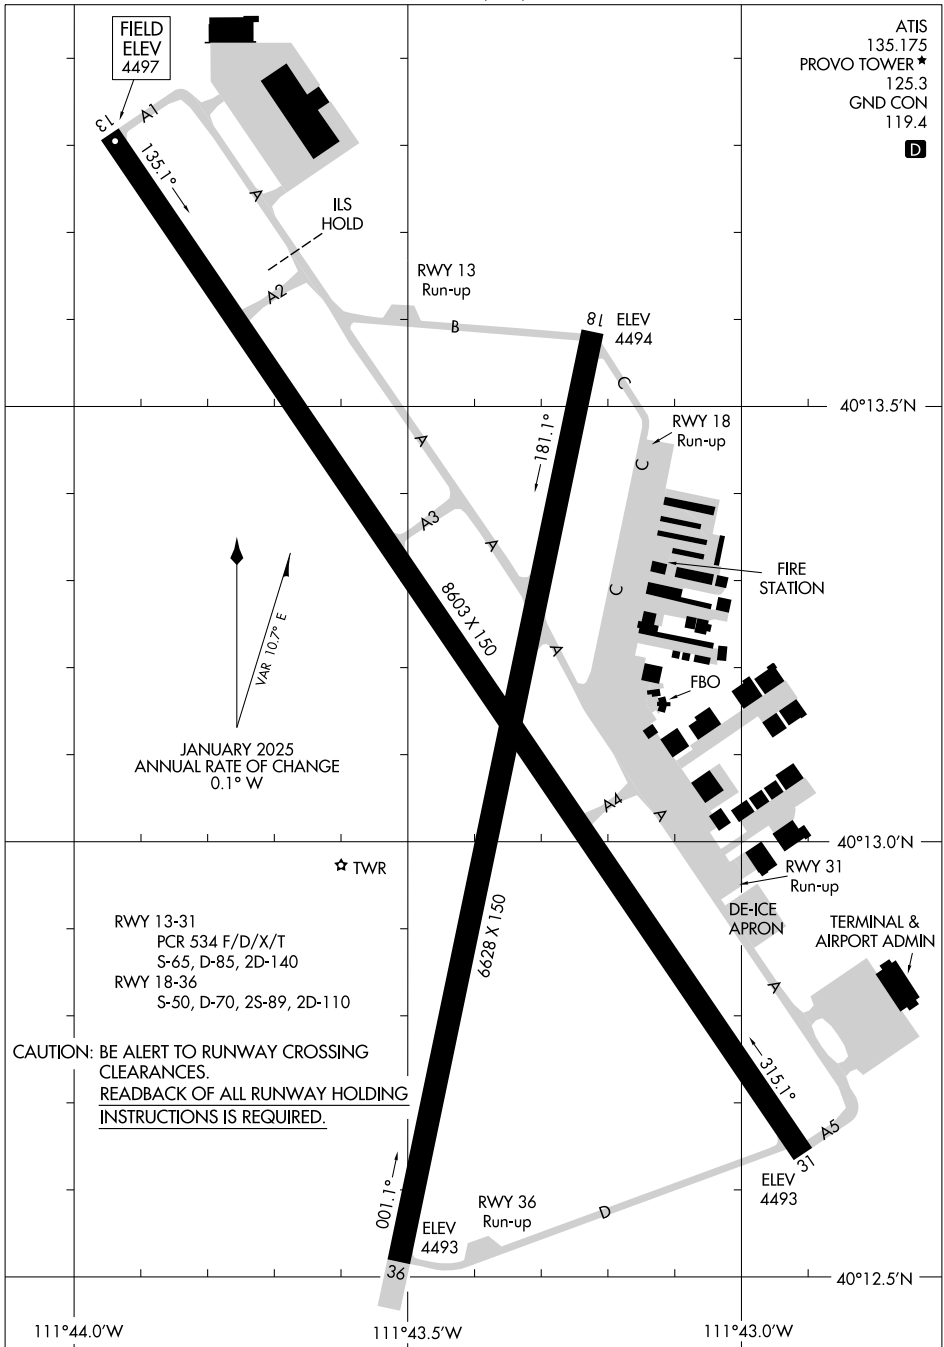 FIELD
ELEV
4497
ATIS
135.175
PROVO TOWER★
125.3
GND CON
119.4
D
13
A1
135.1°
A
ILS
HOLD
A2
RWY 13
Run-up
B
18
ELEV
4494
C
40°13.5'N
RWY 18
Run-up
181.1°
A
C
A3
A
8603 X 150
C
FIRE
STATION
VAR 10.7° E
A
FBO
JANUARY 2025
ANNUAL RATE OF CHANGE
0.1° W
A4
A
40°13.0'N
TWR
RWY 31
Run-up
RWY 13-31
PCR 534 F/D/X/T
S-65, D-85, 2D-140
RWY 18-36
S-50, D-70, 2S-89, 2D-110
6628 X 150
DE-ICE
APRON
TERMINAL &
AIRPORT ADMIN
A
CAUTION: BE ALERT TO RUNWAY CROSSING
CLEARANCES.
READBACK OF ALL RUNWAY HOLDING
INSTRUCTIONS IS REQUIRED.
315.1°
A5
31
ELEV
4493
001.1°
RWY 36
Run-up
D
ELEV
4493
36
40°12.5'N
111°44.0'W
111°43.5'W
111°43.0'W